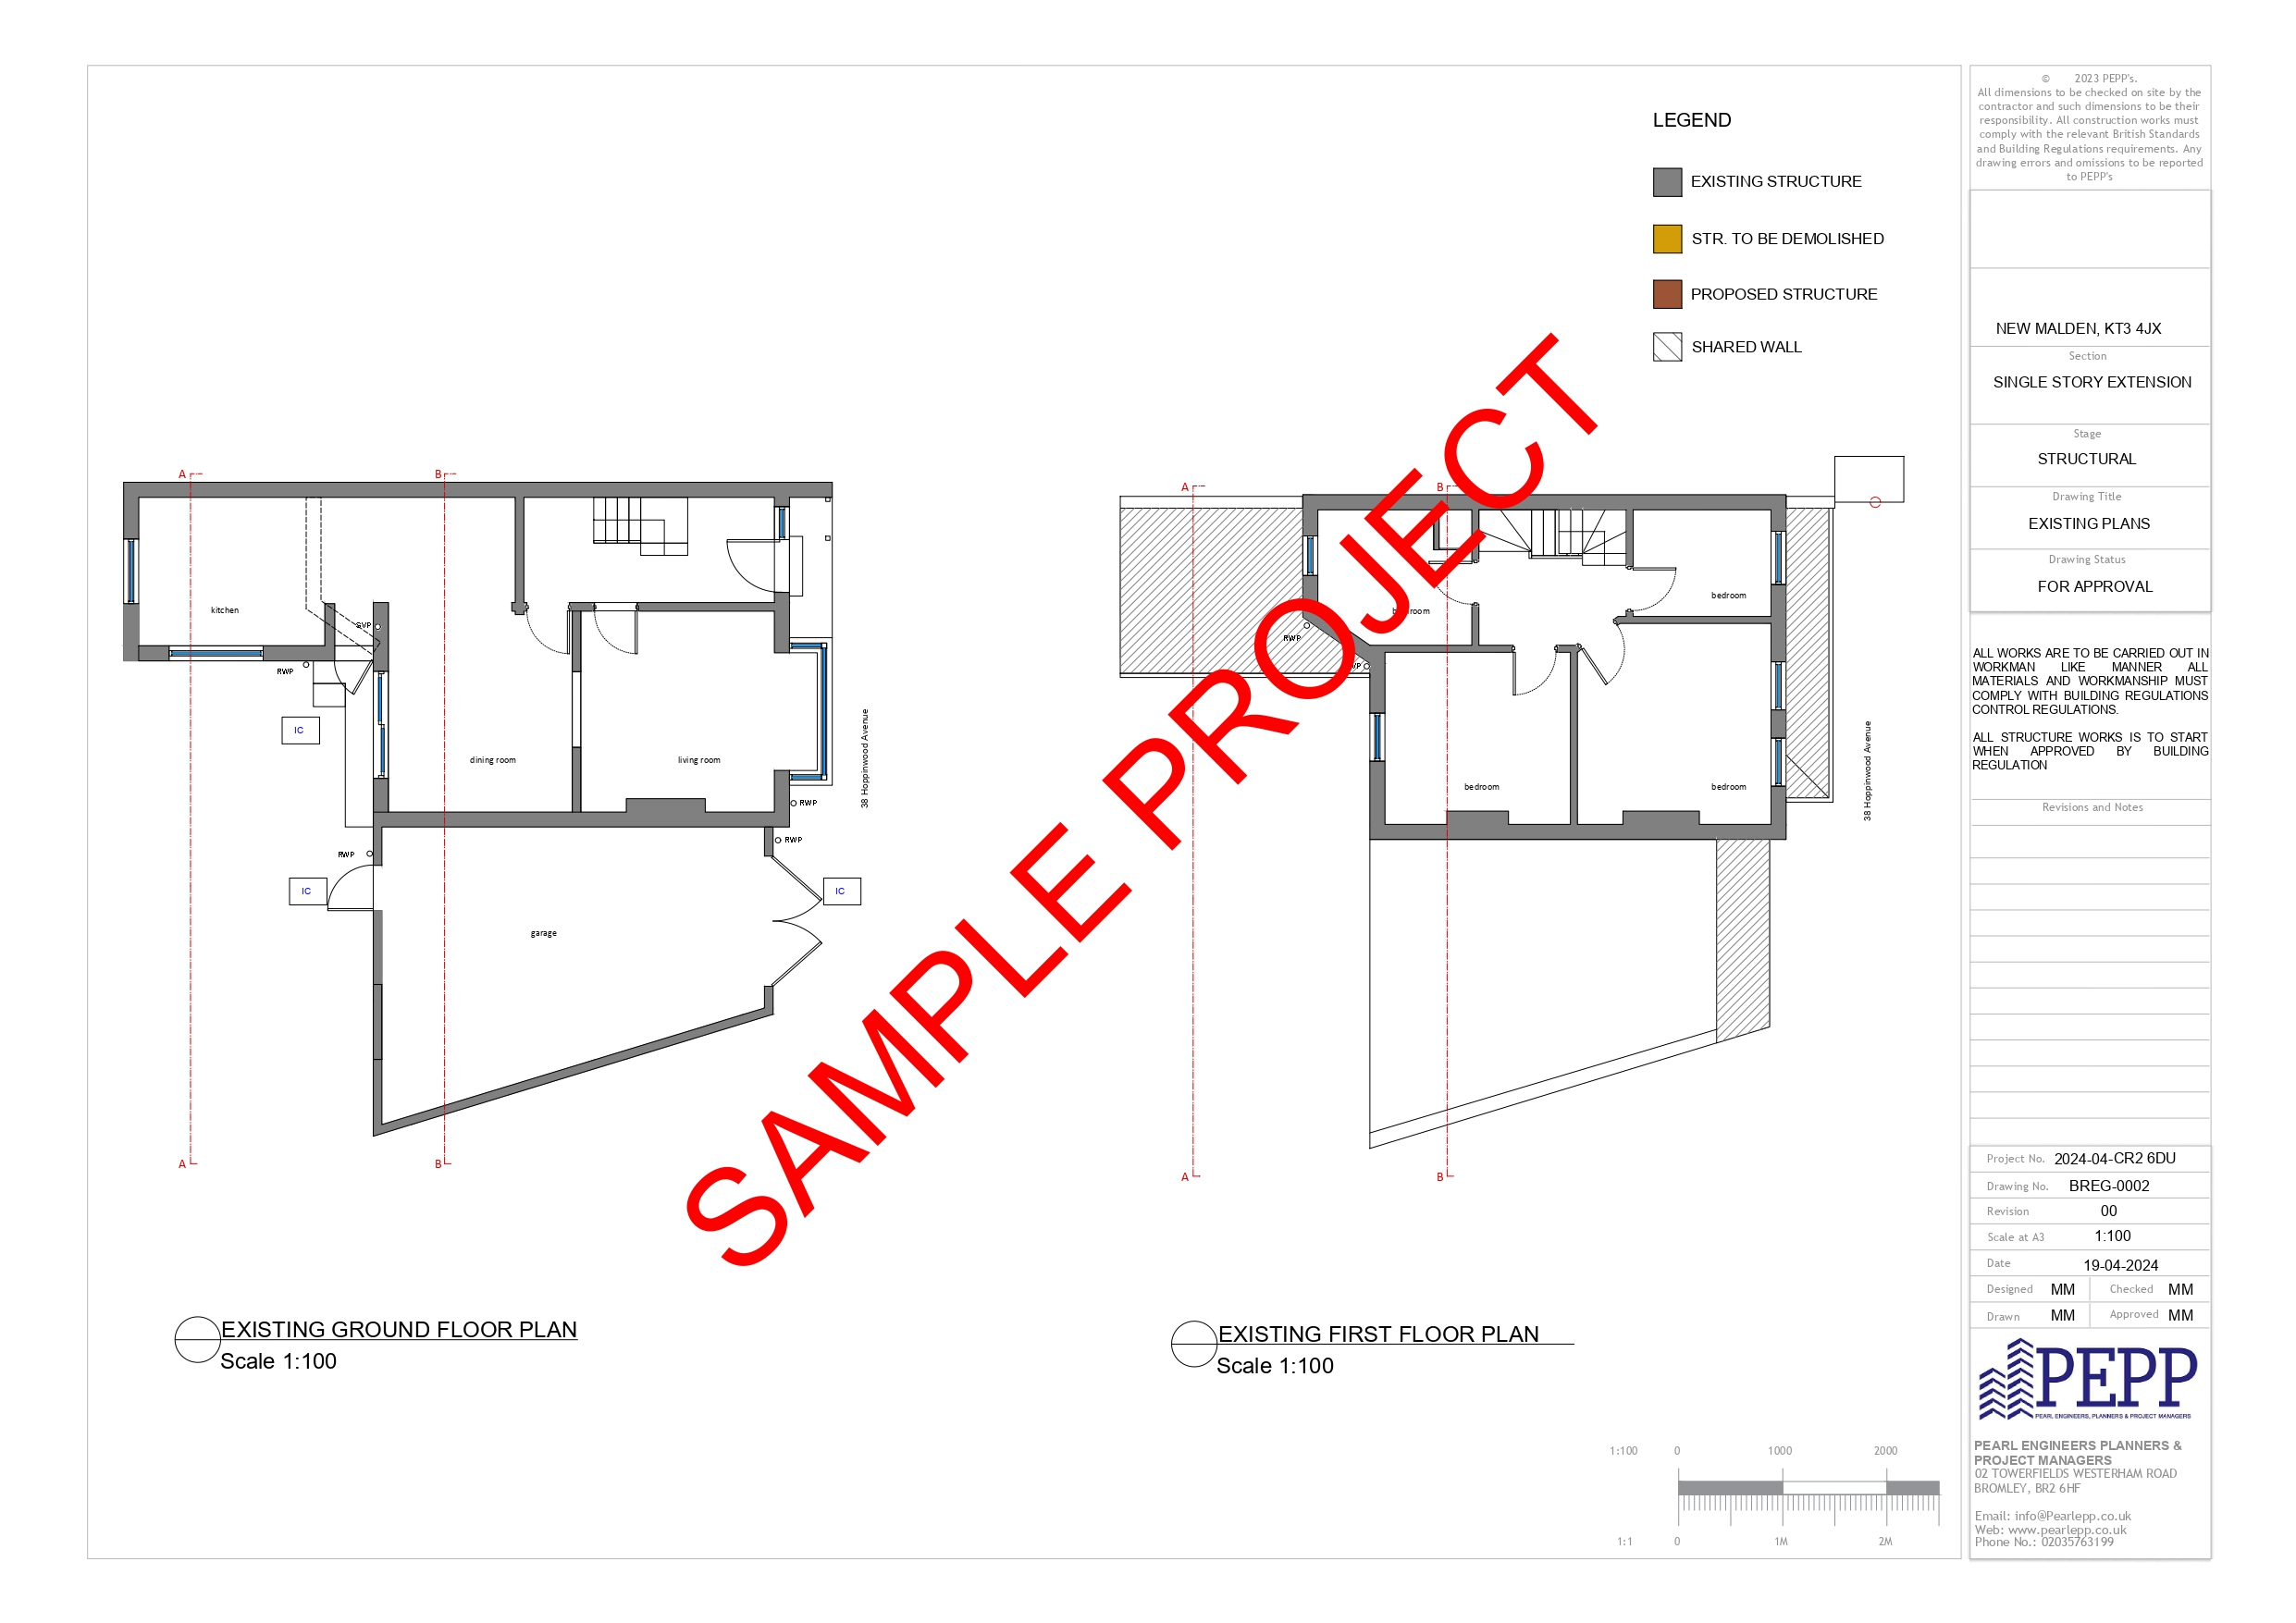 LEGEND
EXISTING STRUCTURE
STR. TO BE DEMOLISHED
PROPOSED STRUCTURE
SHARED WALL
A
B
kitchen
SVP
RWP
IC
dining room
living room
38 Hoppinwood Avenue
RWP
RWP
RWP
IC
IC
garage
A
B
EXISTING GROUND FLOOR PLAN
Scale 1:100
A
B
bedroom
RWP
bedroom
bedroom
bedroom
38 Hoppinwood Avenue
A
B
EXISTING FIRST FLOOR PLAN
Scale 1:100
SAMPLE PROJECT
1:100 0 1000 2000
1:1 0 1M 2M
© 2023 PEPP's.
All dimensions to be checked on site by the
contractor and such dimensions to be their
responsibility. All construction works must
comply with the relevant British Standards
and Building Regulations requirements. Any
drawing errors and omissions to be reported
to PEPP's
NEW MALDEN, KT3 4JX
Section
SINGLE STORY EXTENSION
Stage
STRUCTURAL
Drawing Title
EXISTING PLANS
Drawing Status
FOR APPROVAL
ALL WORKS ARE TO BE CARRIED OUT IN
WORKMAN LIKE MANNER ALL
MATERIALS AND WORKMANSHIP MUST
COMPLY WITH BUILDING REGULATIONS
CONTROL REGULATIONS.
ALL STRUCTURE WORKS IS TO START
WHEN APPROVED BY BUILDING
REGULATION
Revisions and Notes
Project No. 2024-04-CR2 6DU
Drawing No. BREG-0002
Revision 00
Scale at A3 1:100
Date 19-04-2024
Designed MM Checked MM
Drawn MM Approved MM
PEPP
PEARL ENGINEERS, PLANNERS & PROJECT MANAGERS
PEARL ENGINEERS PLANNERS &
PROJECT MANAGERS
02 TOWERFIELDS WESTERHAM ROAD
BROMLEY, BR2 6HF
Email: info@Pearlepp.co.uk
Web: www.pearlepp.co.uk
Phone No.: 02035763199